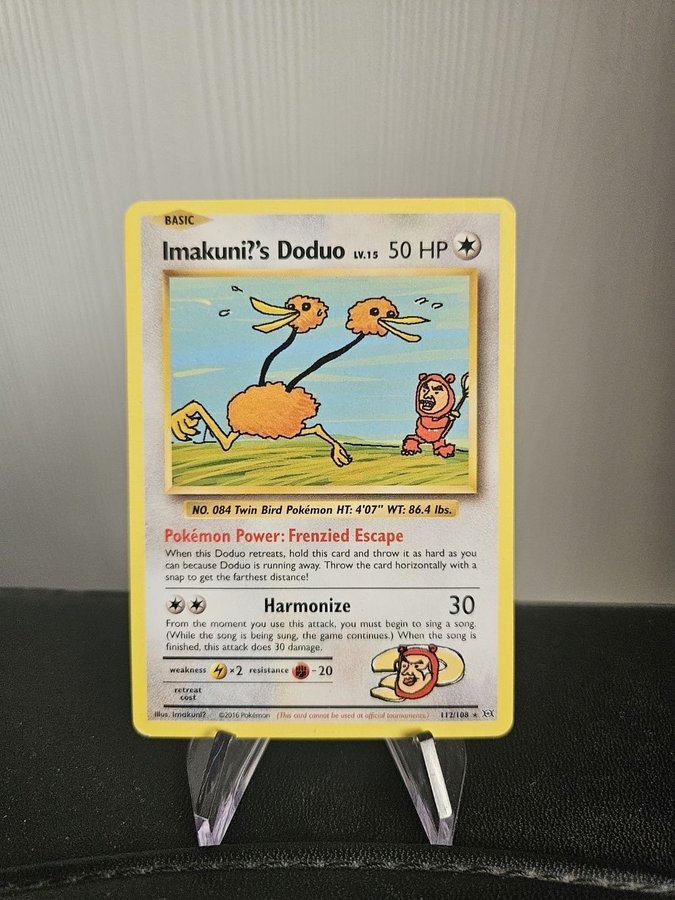 BASIC
Imakuni?'s Doduo LV.15 50 HP
NO. 084 Twin Bird Pokémon HT: 4'07" WT: 86.4 lbs.
Pokémon Power: Frenzied Escape
When this Doduo retreats, hold this card and throw it as hard as you
can because Doduo is running away. Throw the card horizontally with a
snap to get the farthest distance!
Harmonize 30
From the moment you use this attack, you must begin to sing a song.
(While the song is being sung, the game continues.) When the song is
finished, this attack does 30 damage.
weakness ×2 resistance -20
retreat
cost
Illus. Imakuni? ©2016 Pokémon (This card cannot be used at official tournaments.) 112/108 ★ XY